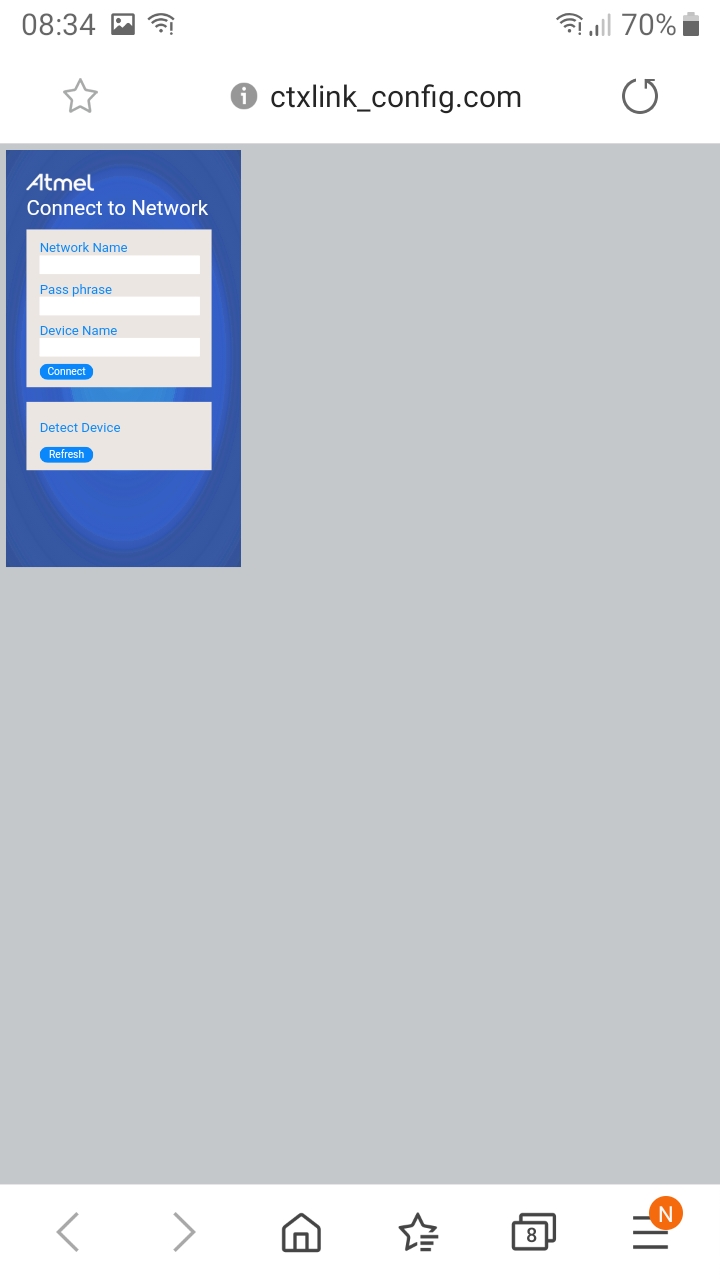 08:34
70%
ctxlink_config.com
Atmel
Connect to Network
Network Name
Pass phrase
Device Name
Connect
Detect Device
Refresh
8
N